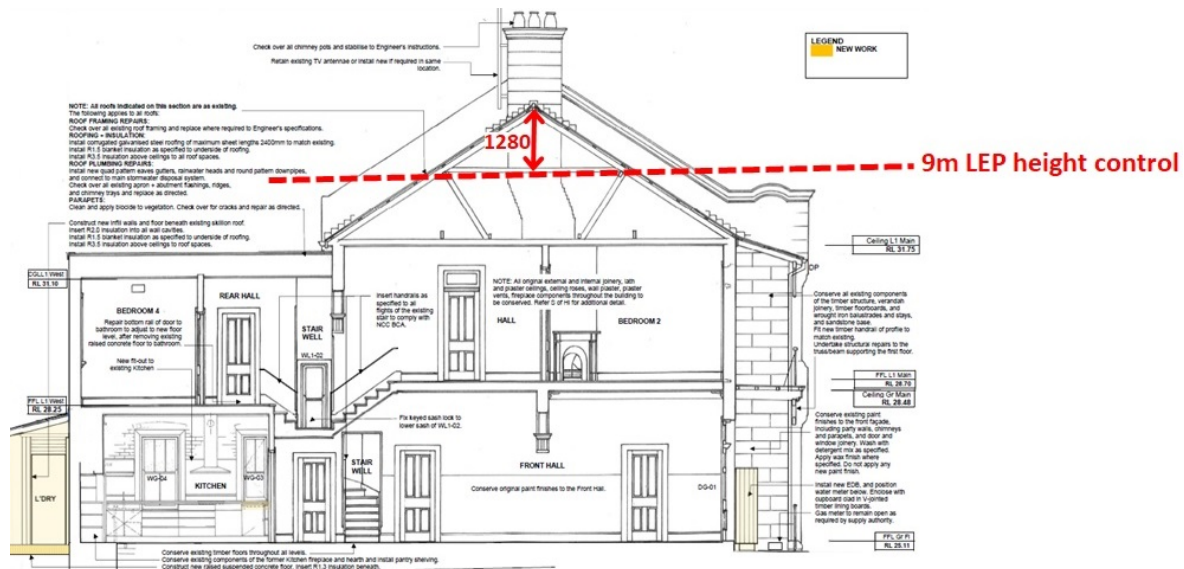 Check over all chimney pots and stabilise to Engineer's instructions.
Retain existing TV antennae or install new if required in same
location.
LEGEND
NEW WORK
NOTE: All roofs indicated on this section are as existing.
The following applies to all roofs:
ROOF FRAMING REPAIRS:
Check over all existing roof framing and replace where required to Engineer's specifications.
ROOFING + INSULATION:
Install corrugated galvanised steel roofing of maximum sheet lengths 2400mm to match existing.
Install R1.5 blanket insulation as specified to underside of roofing.
Install R3.5 insulation above ceilings to all roof spaces.
ROOF PLUMBING REPAIRS:
Install new quad pattern eaves gutters, rainwater heads and round pattern downpipes,
and connect to main stormwater disposal system.
Check over all existing apron + abutment flashings, ridges,
and chimney trays and replace as directed.
PARAPETS:
Clean and apply biocide to vegetation. Check over for cracks and repair as directed.
1280
9m LEP height control
Construct new infill walls and floor beneath existing skillion roof.
Insert R2.0 insulation into all wall cavities.
Install R1.5 blanket insulation as specified to underside of roofing.
Install R3.5 insulation above ceilings to roof spaces.
Ceiling L1 Main
RL 31.75
DP
CGLL1 West
RL 31.10
BEDROOM 4
Repair bottom rail of door to
bathroom to adjust to new floor
level, after removing existing
raised concrete floor to bathroom.
New fit-out to
existing Kitchen
REAR HALL
STAIR
WELL
WL1-02
Insert handrails as
specified to all
flights of the existing
stair to comply with
NCC BCA.
NOTE: All original external and internal joinery, lath
and plaster ceilings, ceiling roses, wall plaster, plaster
vents, fireplace components throughout the building to
be conserved. Refer S of HI for additional detail.
HALL
BEDROOM 2
Conserve all existing components
of the timber structure, verandah
joinery, timber floorboards, and
wrought iron balustrades and stays,
and sandstone base.
Fit new timber handrail of profile to
match existing.
Undertake structural repairs to the
truss/beam supporting the first floor.
FFL L1 Main
RL 28.70
Ceiling Gr Main
RL 28.48
FFL L1 West
RL 28.25
Fix keyed sash lock to
lower sash of WL1-02.
Conserve existing paint
finishes to the front façade,
including party walls, chimneys
and parapets, and door and
window joinery. Wash with
detergent mix as specified.
Apply wax finish where
specified. Do not apply any
new paint finish.
L'DRY
WG-04
KITCHEN
WG-03
STAIR
WELL
FRONT HALL
Conserve original paint finishes to the Front Hall.
DG-01
Install new EDB, and position
water meter below. Enclose with
cupboard clad in V-jointed
timber lining boards.
Gas meter to remain open as
required by supply authority.
FFL Gr Fl
RL 25.11
Conserve existing timber floors throughout all levels.
Conserve existing components of the former Kitchen fireplace and hearth and install pantry shelving.
Construct new raised suspended concrete floor. Insert R1.3 insulation beneath.